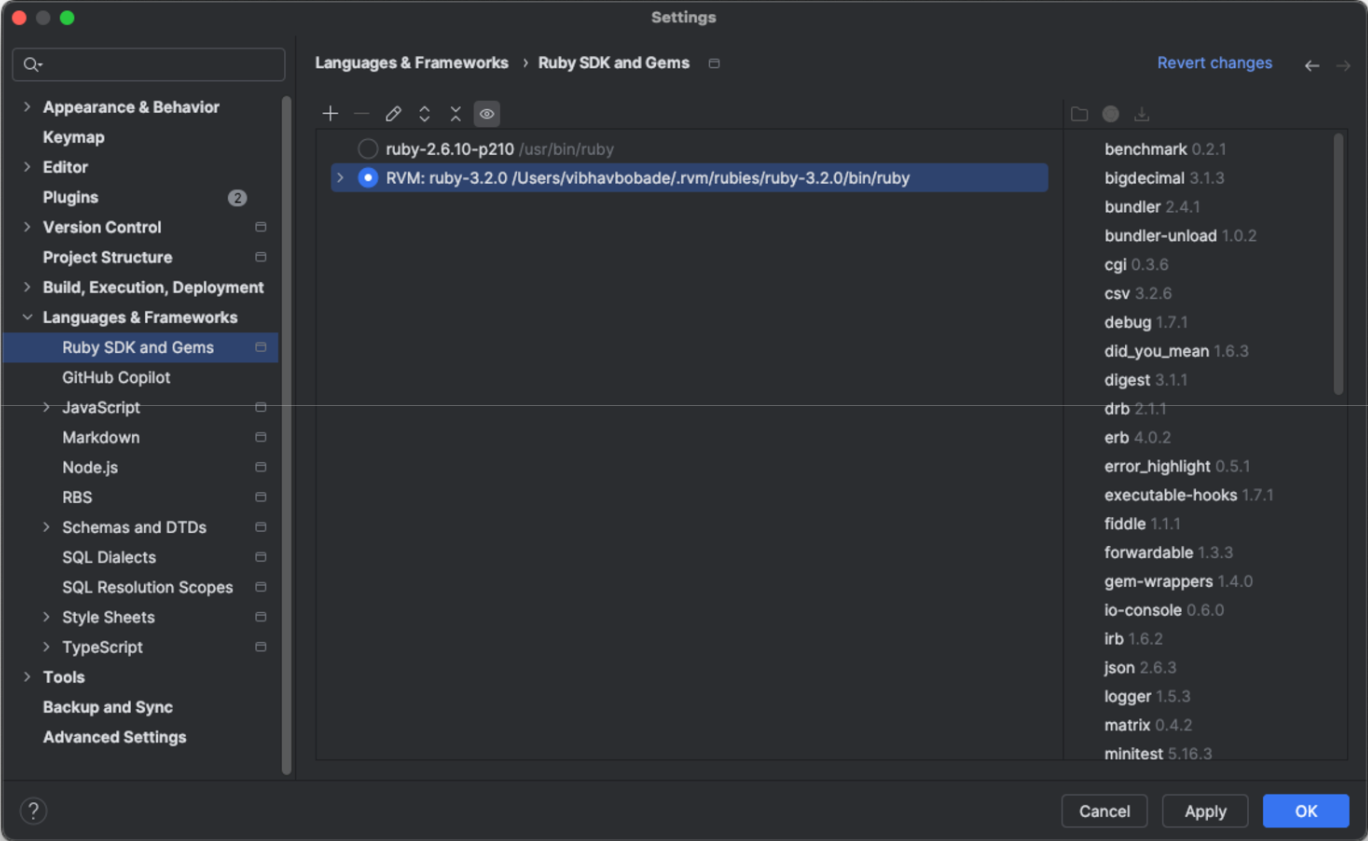 Settings
Languages & Frameworks › Ruby SDK and Gems
Revert changes
Appearance & Behavior
Keymap
Editor
Plugins 2
Version Control
Project Structure
Build, Execution, Deployment
Languages & Frameworks
Ruby SDK and Gems
GitHub Copilot
JavaScript
Markdown
Node.js
RBS
Schemas and DTDs
SQL Dialects
SQL Resolution Scopes
Style Sheets
TypeScript
Tools
Backup and Sync
Advanced Settings
ruby-2.6.10-p210 /usr/bin/ruby
RVM: ruby-3.2.0 /Users/vibhavbobade/.rvm/rubies/ruby-3.2.0/bin/ruby
benchmark 0.2.1
bigdecimal 3.1.3
bundler 2.4.1
bundler-unload 1.0.2
cgi 0.3.6
csv 3.2.6
debug 1.7.1
did_you_mean 1.6.3
digest 3.1.1
drb 2.1.1
erb 4.0.2
error_highlight 0.5.1
executable-hooks 1.7.1
fiddle 1.1.1
forwardable 1.3.3
gem-wrappers 1.4.0
io-console 0.6.0
irb 1.6.2
json 2.6.3
logger 1.5.3
matrix 0.4.2
minitest 5.16.3
?
Cancel
Apply
OK